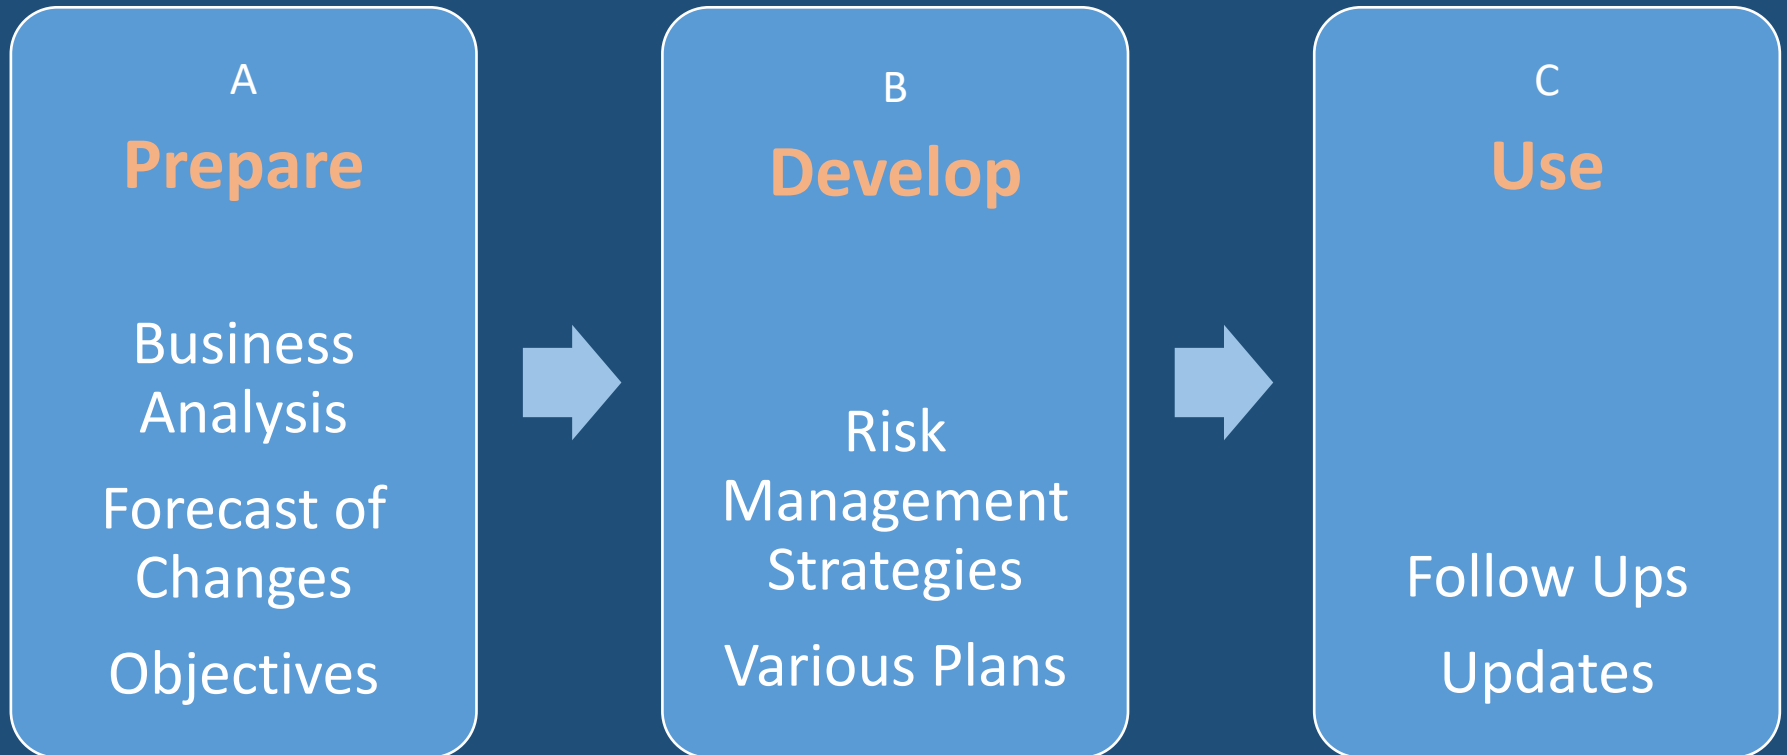 A
Prepare
Business
Analysis
Forecast of
Changes
Objectives
B
Develop
Risk
Management
Strategies
Various Plans
C
Use
Follow Ups
Updates